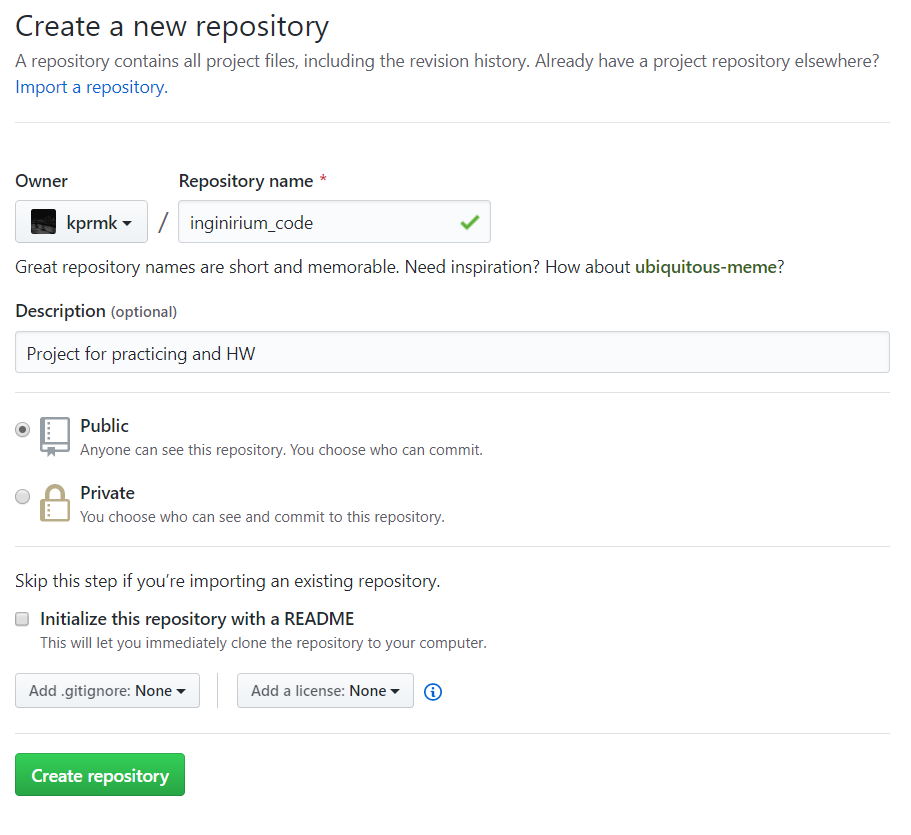 Create a new repository
A repository contains all project files, including the revision history. Already have a project repository elsewhere?
Import a repository.
Owner
Repository name *
kprmk
/
inginirium_code
Great repository names are short and memorable. Need inspiration? How about ubiquitous-meme?
Description (optional)
Project for practicing and HW
Public
Anyone can see this repository. You choose who can commit.
Private
You choose who can see and commit to this repository.
Skip this step if you’re importing an existing repository.
Initialize this repository with a README
This will let you immediately clone the repository to your computer.
Add .gitignore: None
Add a license: None
Create repository